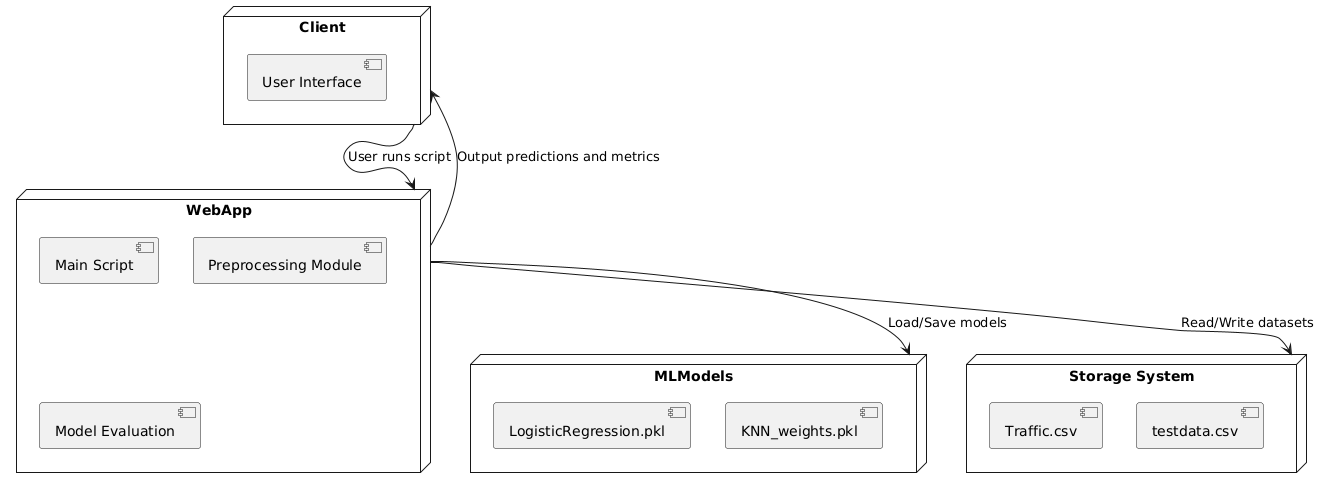 Client
User Interface
User runs script
Output predictions and metrics
WebApp
Main Script
Preprocessing Module
Model Evaluation
Load/Save models
Read/Write datasets
MLModels
LogisticRegression.pkl
KNN_weights.pkl
Storage System
Traffic.csv
testdata.csv